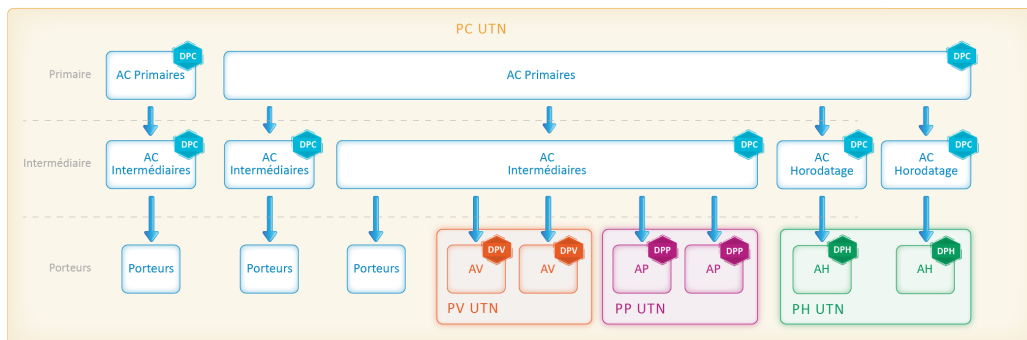 PC UTN
DPC
DPC
Primaire
AC Primaires
AC Primaires
DPC
DPC
DPC
DPC
DPC
Intermédiaire
AC
Intermédiaires
AC
Intermédiaires
AC
Intermédiaires
AC
Horodatage
AC
Horodatage
DPV
DPV
DPP
DPP
DPH
DPH
Porteurs
Porteurs
Porteurs
Porteurs
AV
AV
AP
AP
AH
AH
PV UTN
PP UTN
PH UTN